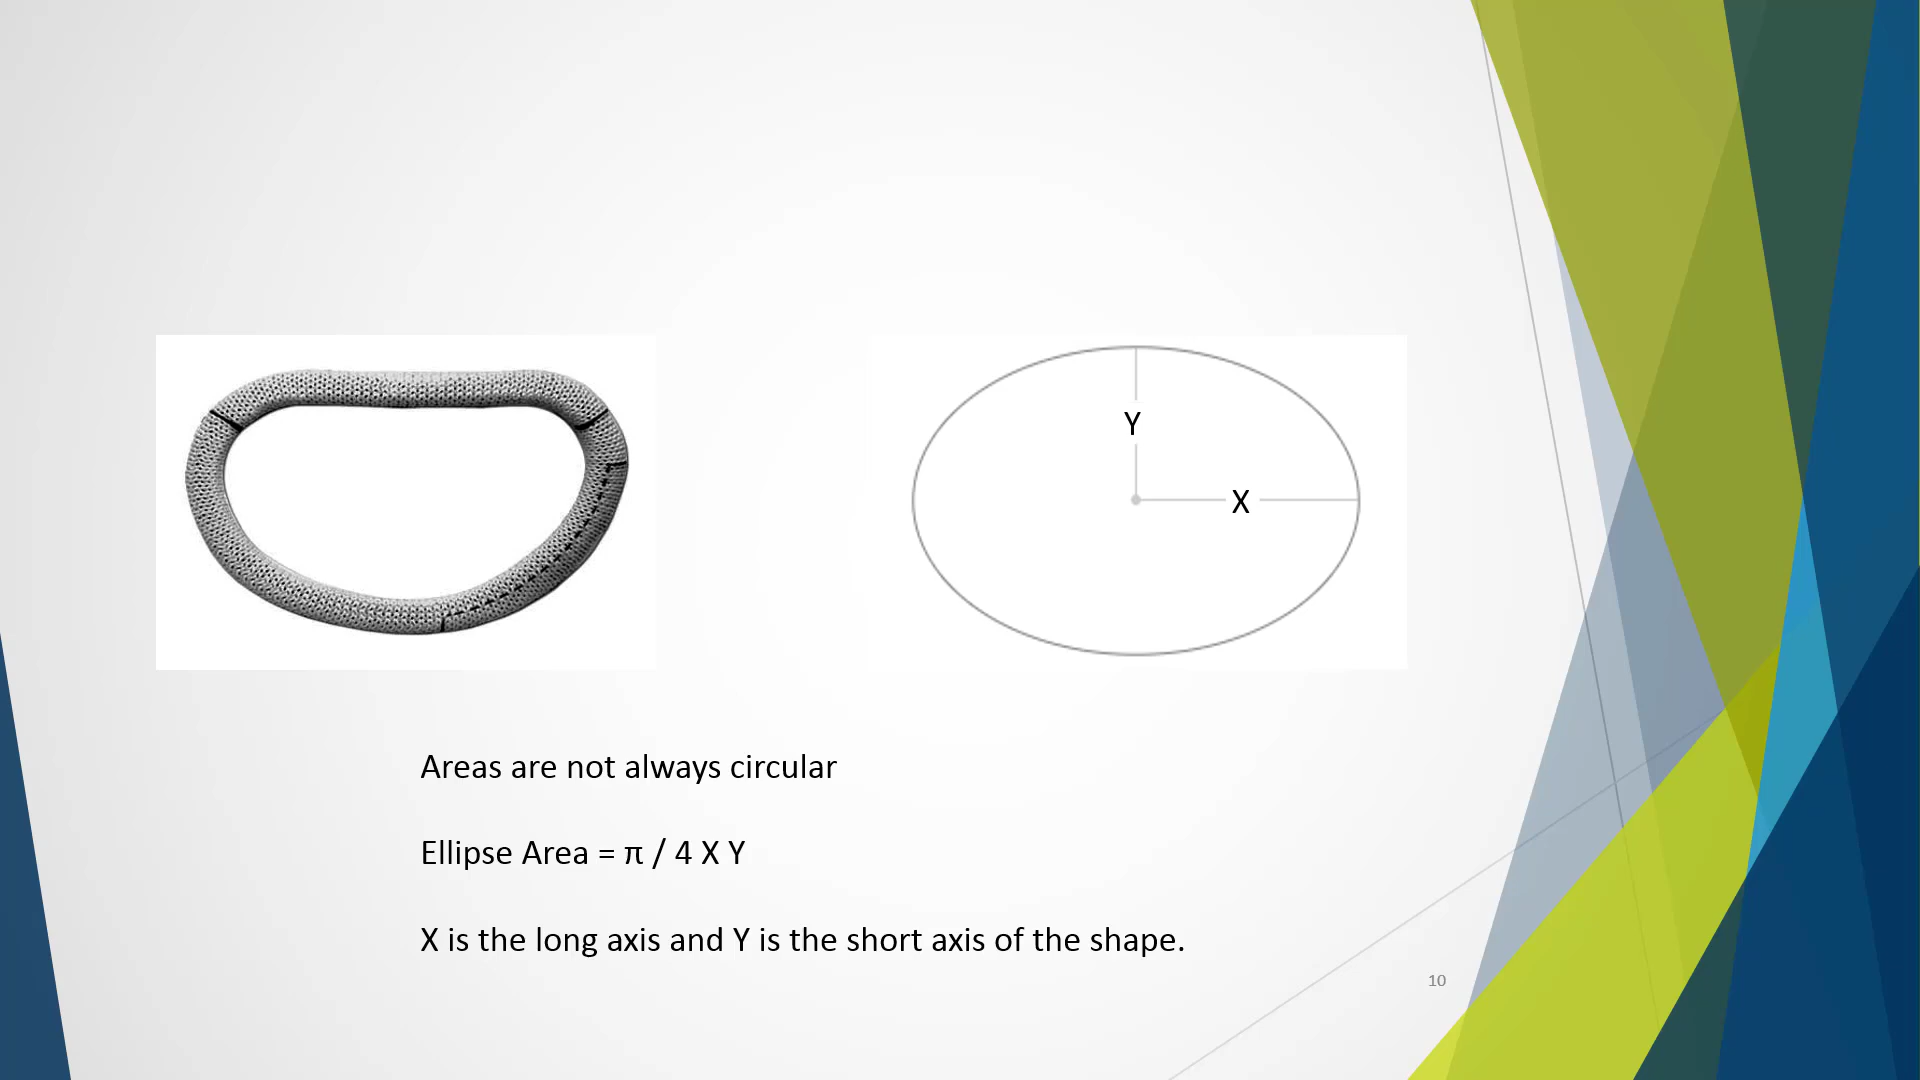 Y
X
Areas are not always circular
Ellipse Area = π / 4 X Y
X is the long axis and Y is the short axis of the shape.
10